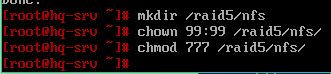 Done.
[root@hq-srv ~]# mkdir /raid5/nfs
[root@hq-srv ~]# chown 99:99 /raid5/nfs/
[root@hq-srv ~]# chmod 777 /raid5/nfs/
[root@hq-srv ~]#